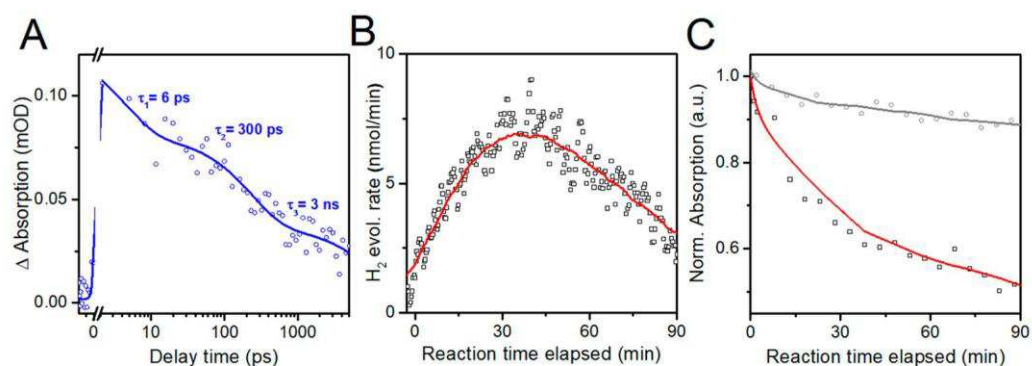 A
B
C
Δ Absorption (mOD)
0.10
0.05
0.00
τ1= 6 ps
τ2= 300 ps
τ3 = 3 ns
0
10
100
1000
Delay time (ps)
H2 evol. rate (nmol/min)
10
5
0
0
30
60
90
Reaction time elapsed (min)
Norm. Absorption (a.u.)
1.0
0.8
0.6
0
30
60
90
Reaction time elapsed (min)